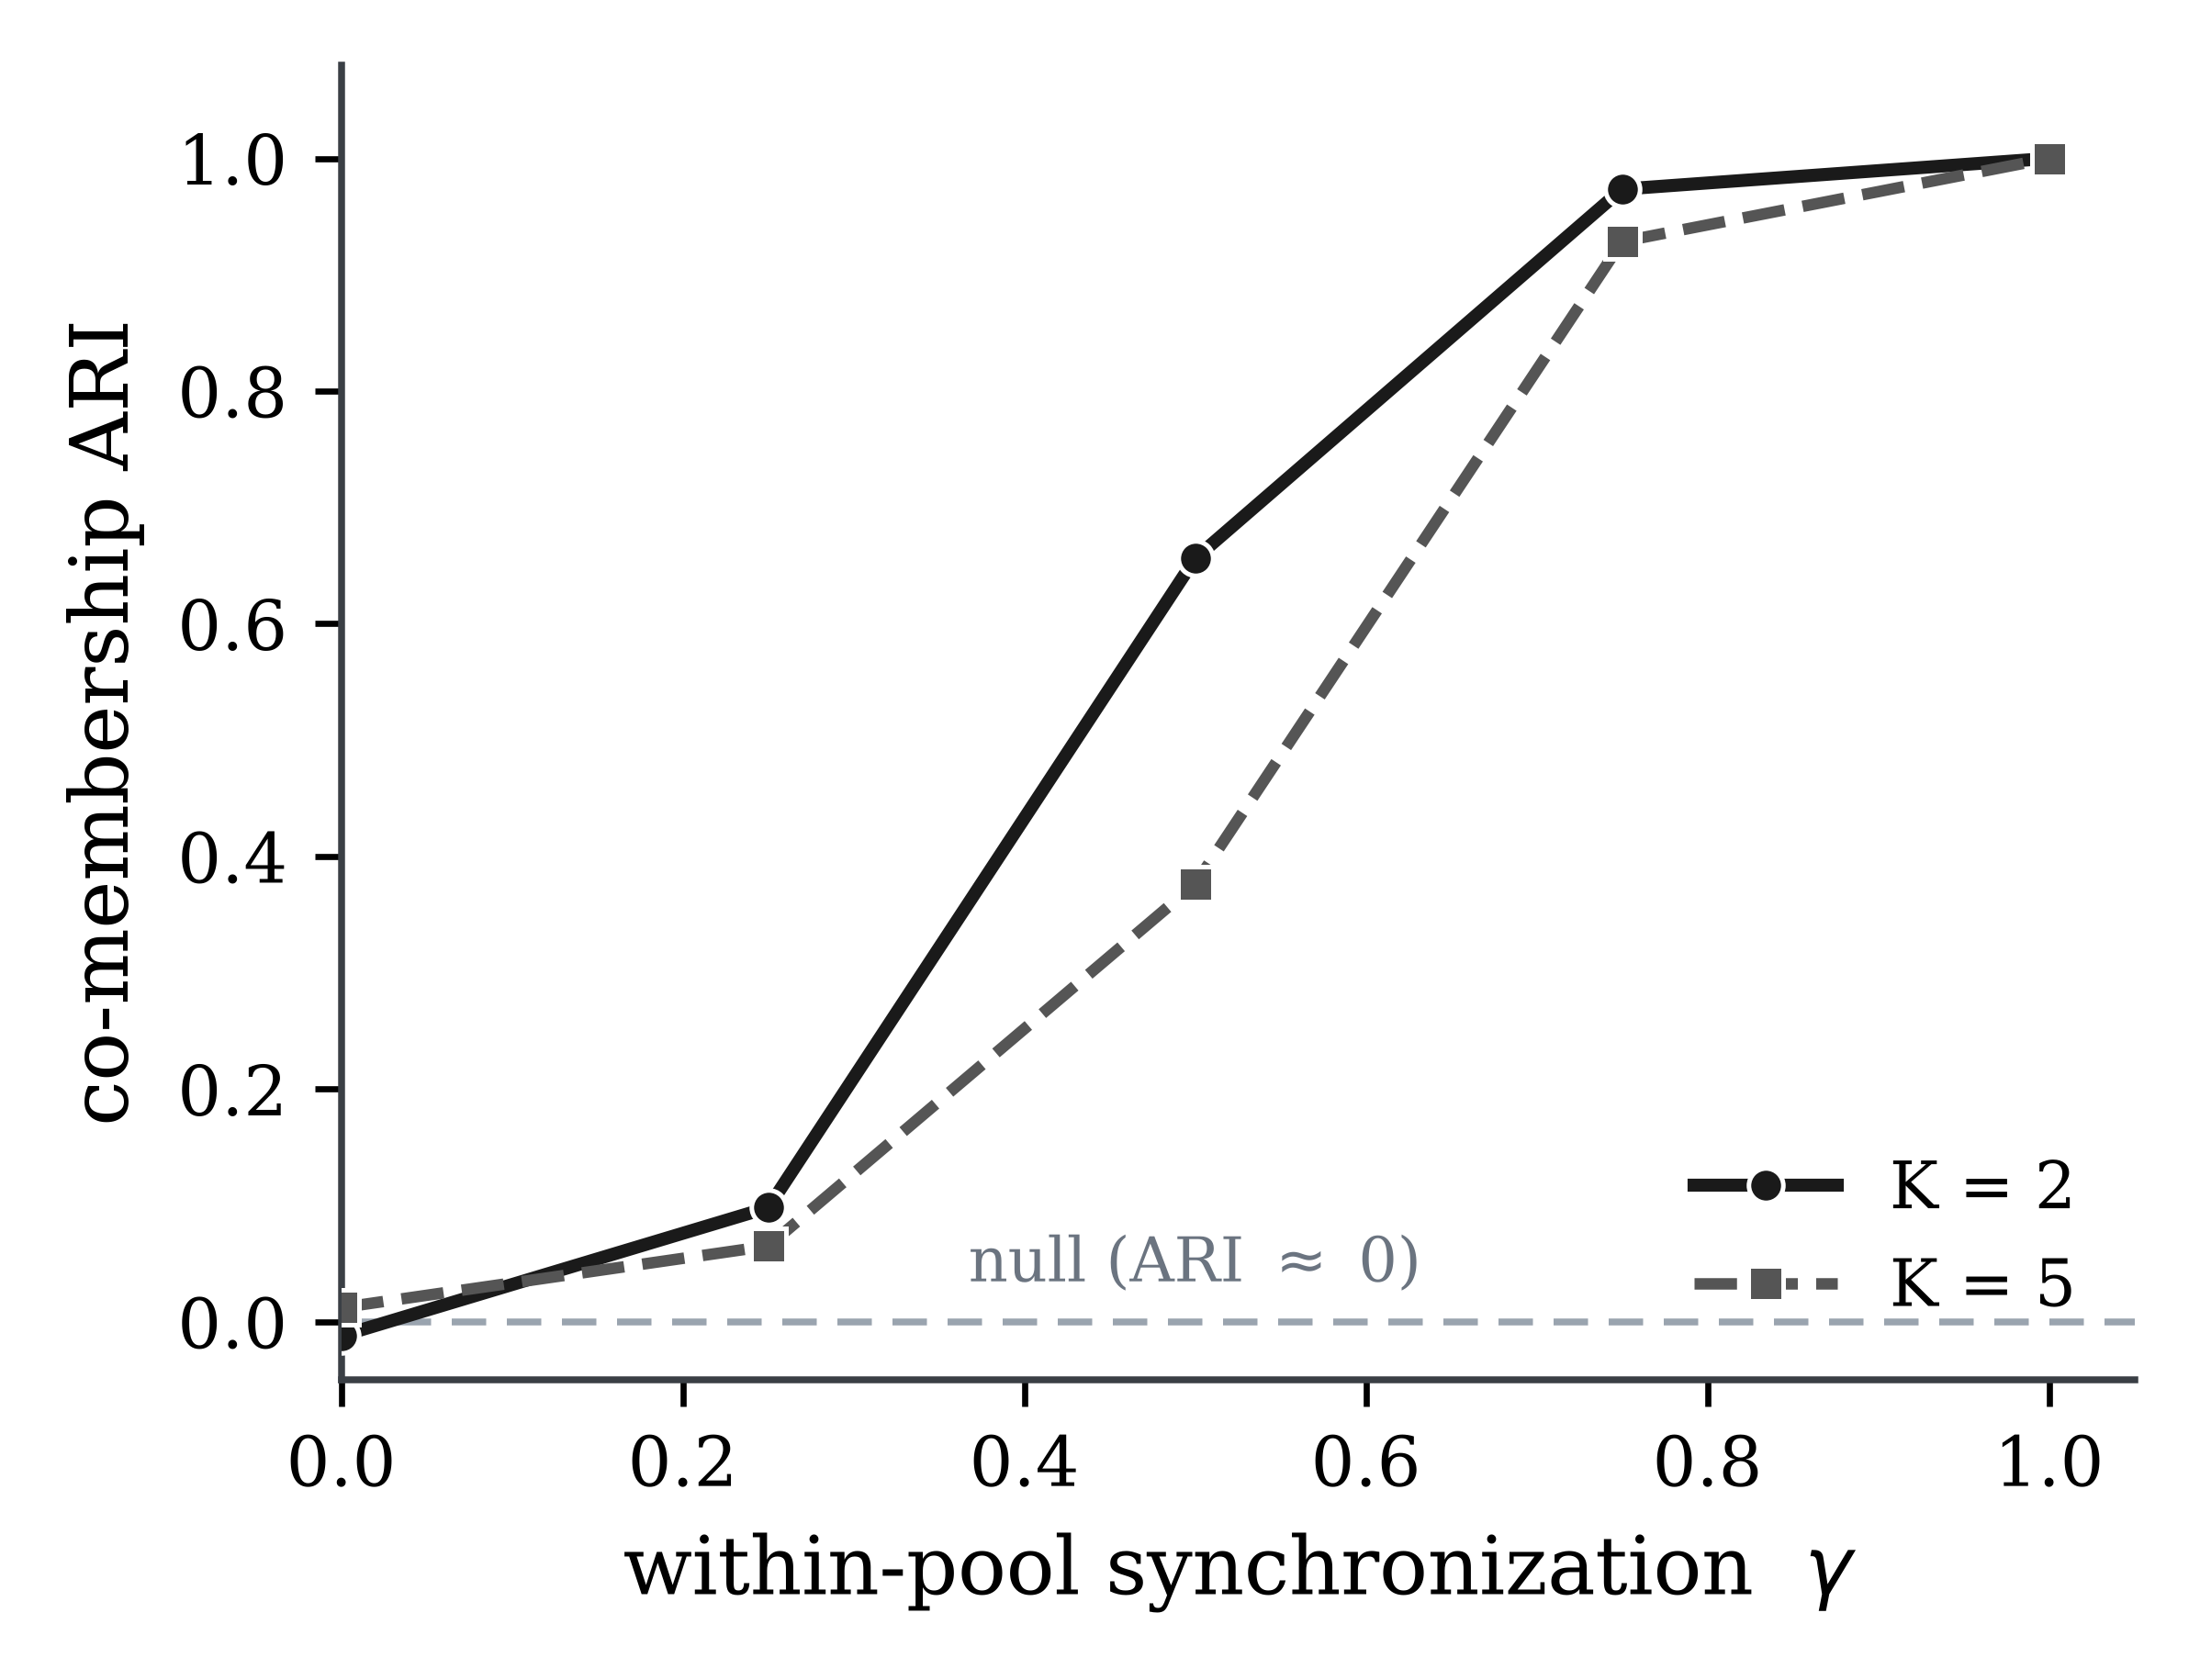 co-membership ARI
1.0
0.8
0.6
0.4
0.2
0.0
null (ARI ≈ 0)
K = 2
K = 5
0.0 0.2 0.4 0.6 0.8 1.0
within-pool synchronization γ